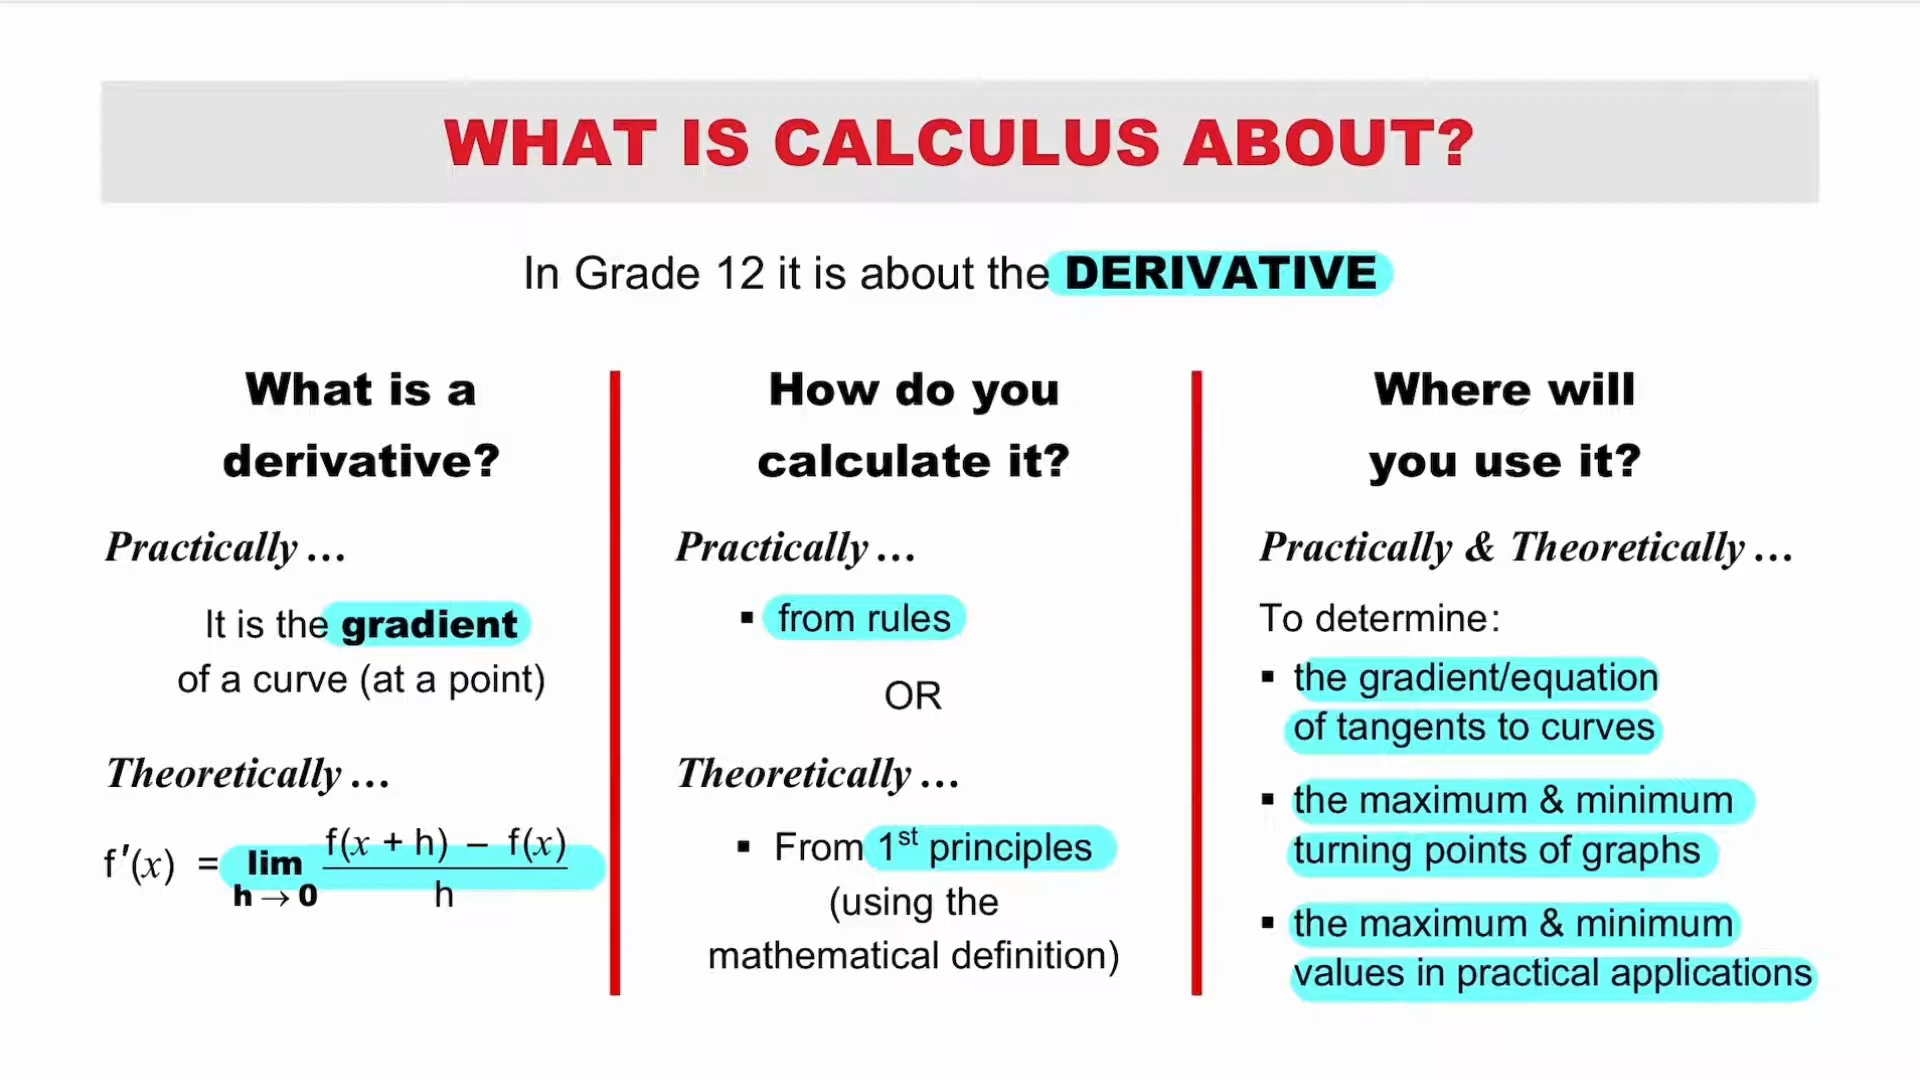 WHAT IS CALCULUS ABOUT?
In Grade 12 it is about the DERIVATIVE
What is a
derivative?
Practically ...
It is the gradient
of a curve (at a point)
Theoretically ...
f′(x) = lim h → 0 f(x + h) – f(x) / h
How do you
calculate it?
Practically ...
▪ from rules
OR
Theoretically ...
▪ From 1st principles
(using the
mathematical definition)
Where will
you use it?
Practically & Theoretically ...
To determine:
▪ the gradient/equation
of tangents to curves
▪ the maximum & minimum
turning points of graphs
▪ the maximum & minimum
values in practical applications